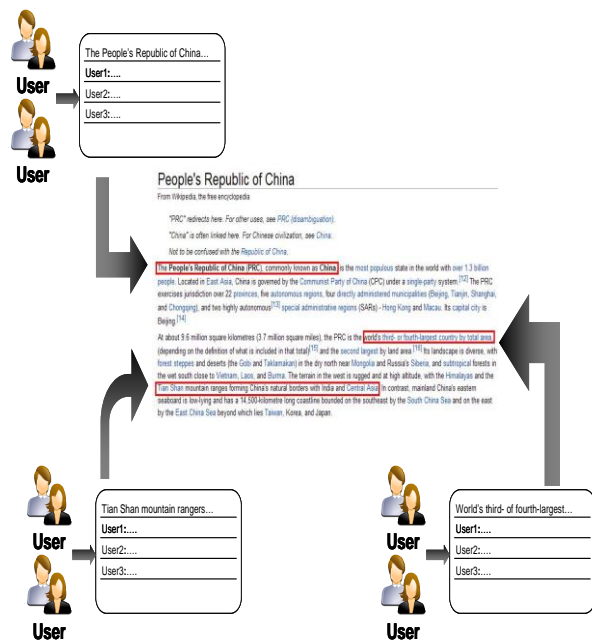 User
User
The People's Republic of China...
User1:....
User2:....
User3:....
People's Republic of China
From Wikipedia, the free encyclopedia
"PRC" redirects here. For other uses, see PRC (disambiguation).
"China" is often linked here. For Chinese civilization, see China.
Not to be confused with the Republic of China.
The People's Republic of China (PRC), commonly known as China, is the most populous state in the world with over 1.3 billion
people. Located in East Asia, China is governed by the Communist Party of China (CPC) under a single-party system.[12] The PRC
exercises jurisdiction over 22 provinces, five autonomous regions, four directly administered municipalities (Beijing, Tianjin, Shanghai,
and Chongqing), and two highly autonomous[13] special administrative regions (SARs) - Hong Kong and Macau. Its capital city is
Beijing.[14]
At about 9.6 million square kilometres (3.7 million square miles), the PRC is the world's third- or fourth-largest country by total area
(depending on the definition of what is included in that total)[15] and the second largest by land area.[16] Its landscape is diverse, with
forest steppes and deserts (the Gobi and Taklamakan) in the dry north near Mongolia and Russia's Siberia, and subtropical forests in
the wet south close to Vietnam, Laos, and Burma. The terrain in the west is rugged and at high altitude, with the Himalayas and the
Tian Shan mountain ranges forming China's natural borders with India and Central Asia. In contrast, mainland China's eastern
seaboard is low-lying and has a 14,500-kilometre long coastline bounded on the southeast by the South China Sea and on the east
by the East China Sea beyond which lies Taiwan, Korea, and Japan.
User
User
Tian Shan mountain rangers...
User1:....
User2:....
User3:....
User
User
World's third- of fourth-largest...
User1:....
User2:....
User3:....